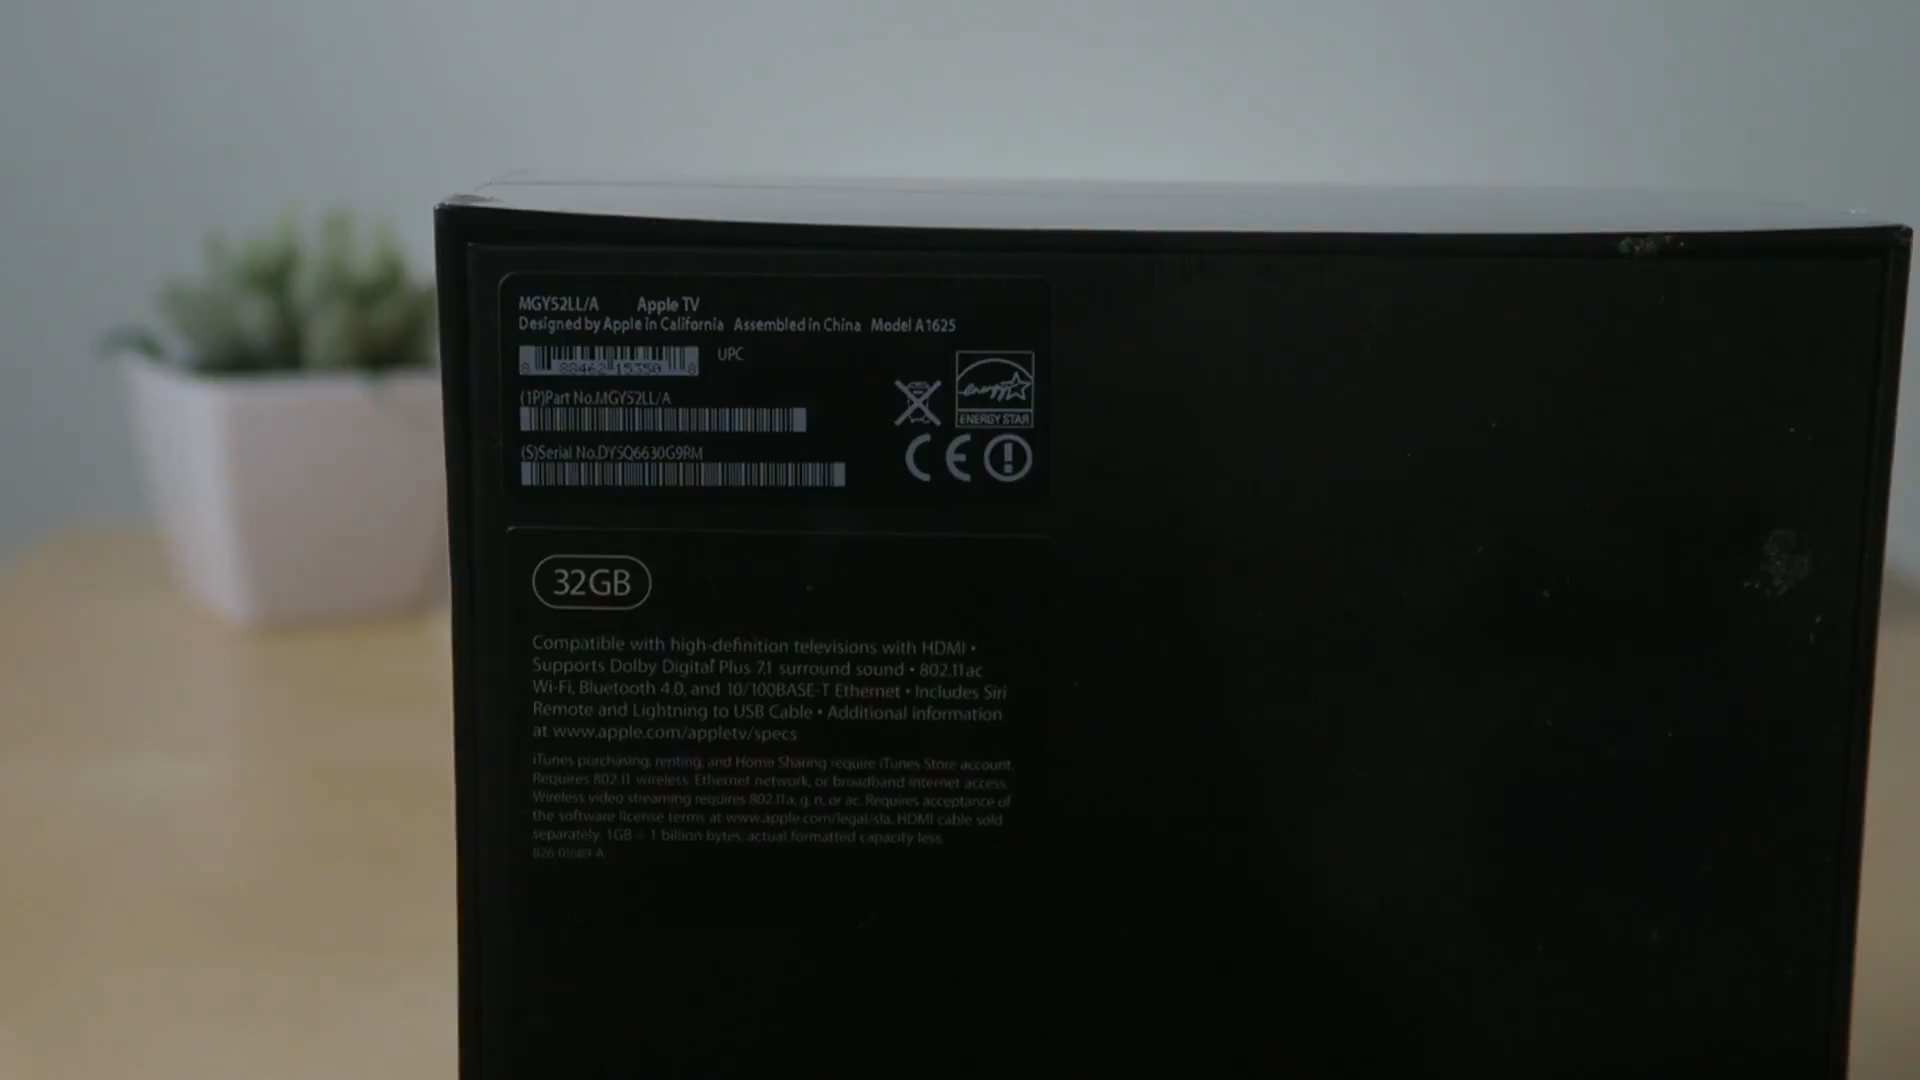 MGY52LL/A Apple TV
Designed by Apple in California Assembled in China Model A1625
UPC
8 88462 15350 8
(1P)Part No.MGY52LL/A
(S)Serial No.DYSQ6630G9RM
energy
ENERGY STAR
CE
32GB
Compatible with high-definition televisions with HDMI •
Supports Dolby Digital Plus 7.1 surround sound • 802.11ac
Wi-Fi, Bluetooth 4.0, and 10/100BASE-T Ethernet • Includes Siri
Remote and Lightning to USB Cable • Additional information
at www.apple.com/appletv/specs
iTunes purchasing, renting, and Home Sharing require iTunes Store account.
Requires 802.11 wireless, Ethernet network, or broadband Internet access.
Wireless video streaming requires 802.11a, g, n, or ac. Requires acceptance of
the software license terms at www.apple.com/legal/sla. HDMI cable sold
separately. 1GB = 1 billion bytes; actual formatted capacity less.